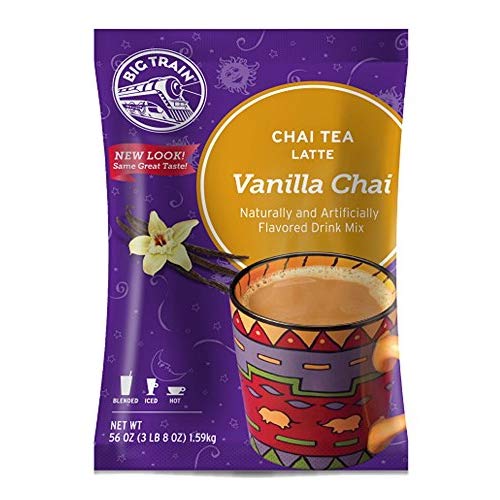 BIG TRAIN®
NEW LOOK!
Same Great Taste!
CHAI TEA
LATTE
Vanilla Chai
Naturally and Artificially
Flavored Drink Mix
BLENDED ICED HOT
NET WT
56 OZ (3 LB 8 OZ) 1.59kg